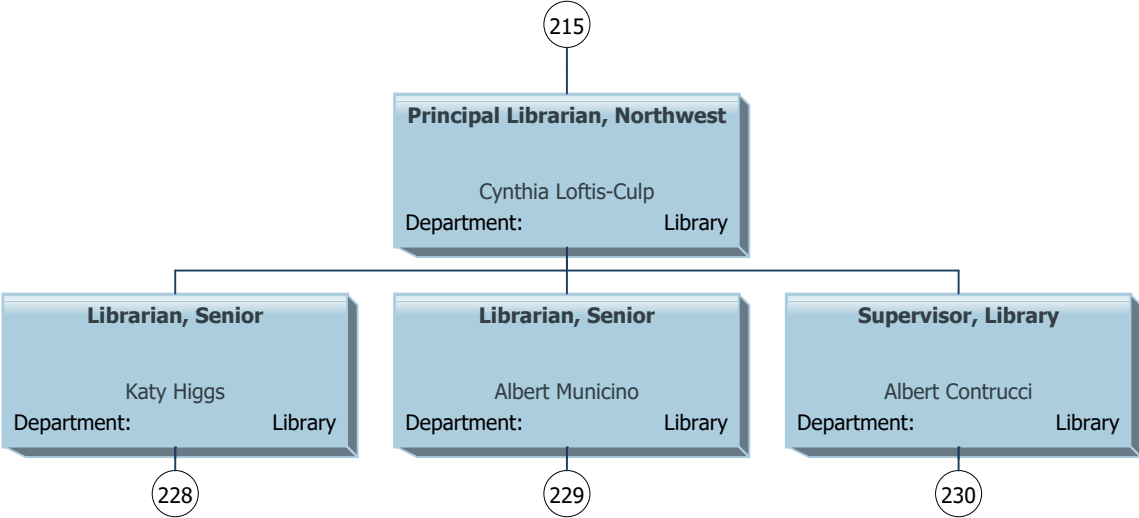 215
Principal Librarian, Northwest
Cynthia Loftis-Culp
Department: Library
Librarian, Senior
Katy Higgs
Department: Library
228
Librarian, Senior
Albert Municino
Department: Library
229
Supervisor, Library
Albert Contrucci
Department: Library
230